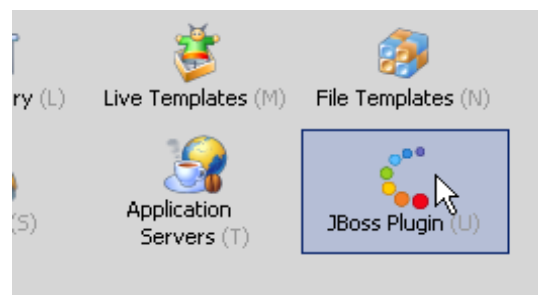 ry (L)
Live Templates (M)
File Templates (N)
(S)
Application
Servers (T)
JBoss Plugin (U)